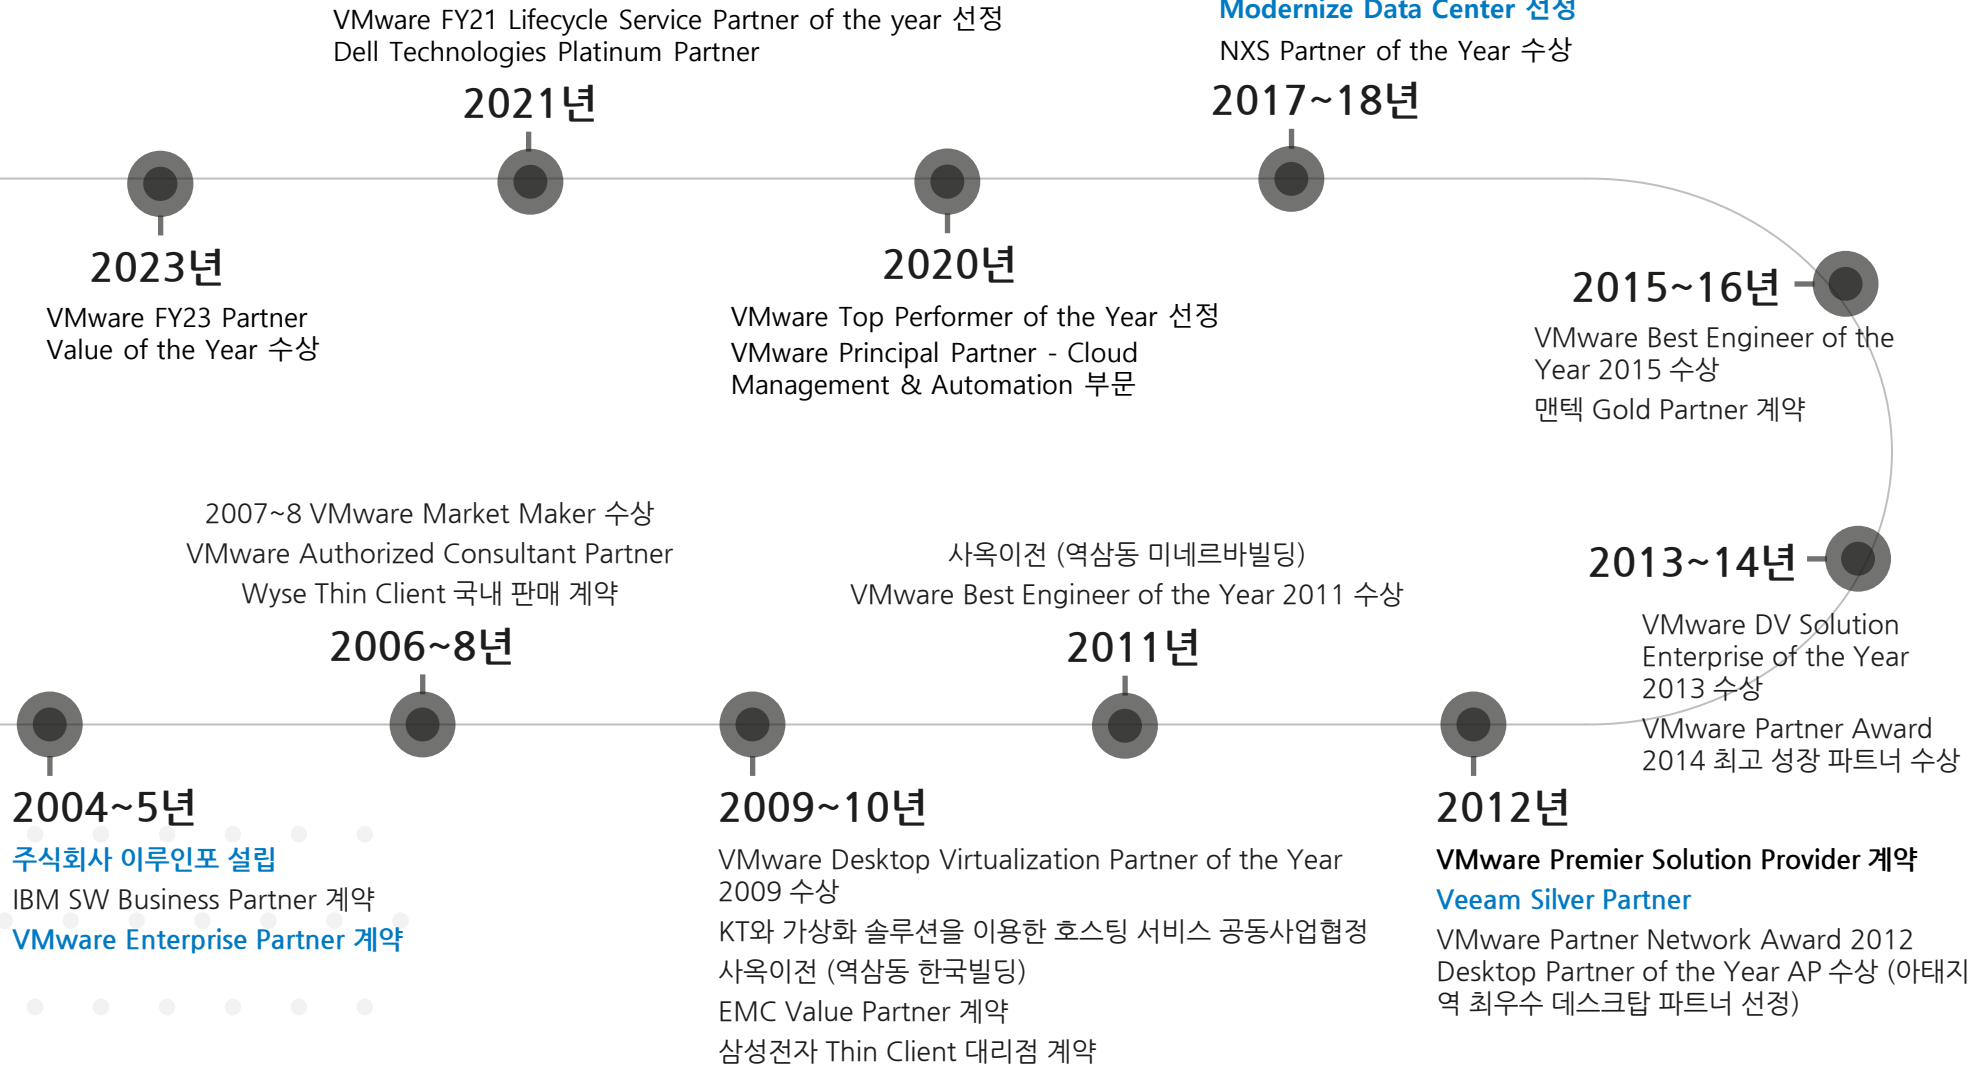 VMware FY21 Lifecycle Service Partner of the year 선정
Dell Technologies Platinum Partner
2021년
Modernize Data Center 선정
NXS Partner of the Year 수상
2017~18년
2023년
VMware FY23 Partner
Value of the Year 수상
2020년
VMware Top Performer of the Year 선정
VMware Principal Partner - Cloud
Management & Automation 부문
2015~16년
VMware Best Engineer of the
Year 2015 수상
맨텍 Gold Partner 계약
2007~8 VMware Market Maker 수상
VMware Authorized Consultant Partner
Wyse Thin Client 국내 판매 계약
2006~8년
사옥이전 (역삼동 미네르바빌딩)
VMware Best Engineer of the Year 2011 수상
2011년
2013~14년
VMware DV Solution
Enterprise of the Year
2013 수상
VMware Partner Award
2014 최고 성장 파트너 수상
2004~5년
주식회사 이루인포 설립
IBM SW Business Partner 계약
VMware Enterprise Partner 계약
2009~10년
VMware Desktop Virtualization Partner of the Year
2009 수상
KT와 가상화 솔루션을 이용한 호스팅 서비스 공동사업협정
사옥이전 (역삼동 한국빌딩)
EMC Value Partner 계약
삼성전자 Thin Client 대리점 계약
2012년
VMware Premier Solution Provider 계약
Veeam Silver Partner
VMware Partner Network Award 2012
Desktop Partner of the Year AP 수상 (아태지
역 최우수 데스크탑 파트너 선정)